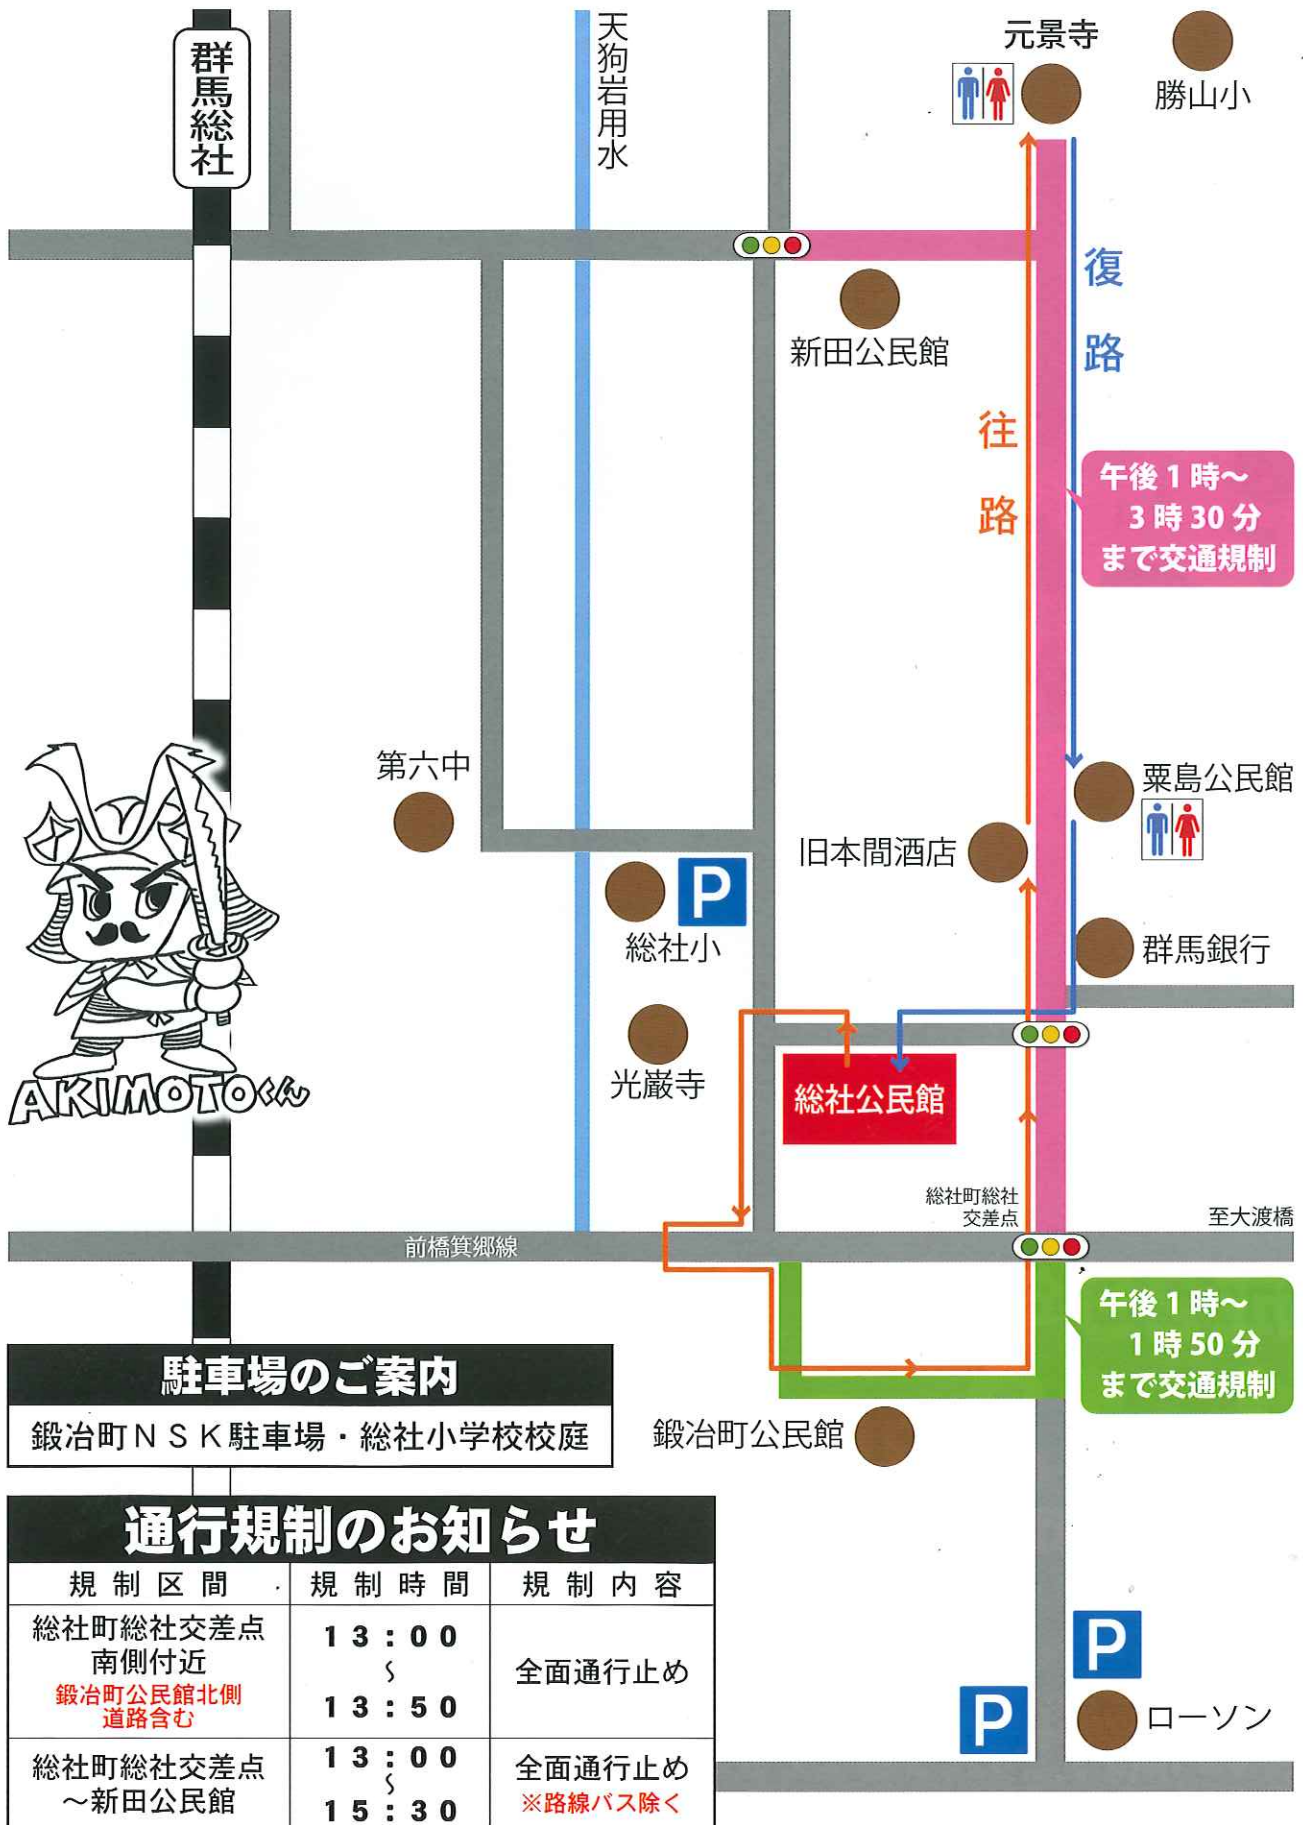 群馬総社
天狗岩用水
元景寺
勝山小
新田公民館
復路
往路
午後1時～
3時30分
まで交通規制
第六中
粟島公民館
旧本間酒店
P
総社小
群馬銀行
光巌寺
総社公民館
AKIMOTOくん
総社町総社
交差点
至大渡橋
前橋箕郷線
午後1時～
1時50分
まで交通規制
駐車場のご案内
鍛冶町NSK駐車場・総社小学校校庭
鍛冶町公民館
通行規制のお知らせ
規制区間 規制時間 規制内容
総社町総社交差点
南側付近
鍛冶町公民館北側
道路含む
13:00
～
13:50
全面通行止め
総社町総社交差点
～新田公民館
13:00
～
15:30
全面通行止め
※路線バス除く
P
P
ローソン